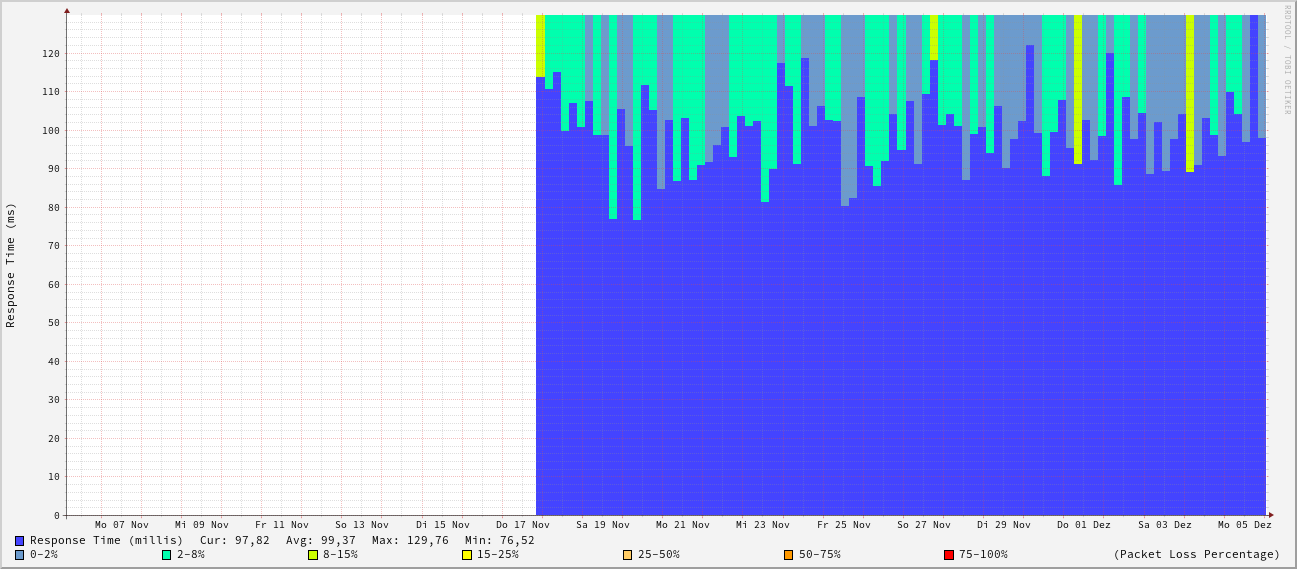 RRDTOOL / TOBI OETIKER
Response Time (ms)
120
110
100
90
80
70
60
50
40
30
20
10
0
Mo 07 Nov Mi 09 Nov Fr 11 Nov So 13 Nov Di 15 Nov Do 17 Nov Sa 19 Nov Mo 21 Nov Mi 23 Nov Fr 25 Nov So 27 Nov Di 29 Nov Do 01 Dez Sa 03 Dez Mo 05 Dez
Response Time (millis) Cur: 97,82 Avg: 99,37 Max: 129,76 Min: 76,52
0-2% 2-8% 8-15% 15-25% 25-50% 50-75% 75-100% (Packet Loss Percentage)